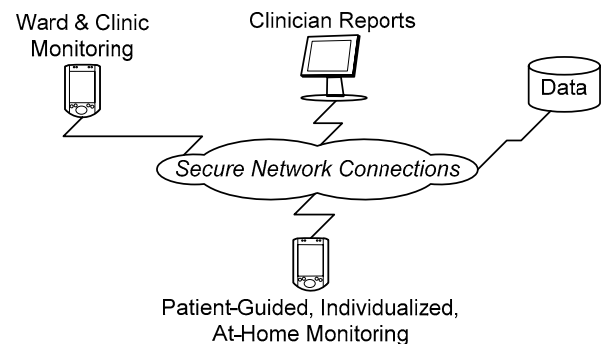 Ward & Clinic
Monitoring
Clinician Reports
Data
Secure Network Connections
Patient-Guided, Individualized,
At-Home Monitoring